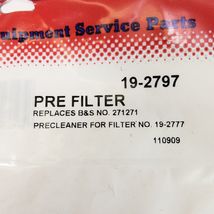 uipment Service Parts
19-2797
PRE FILTER
REPLACES B&S NO. 271271
PRECLEANER FOR FILTER NO. 19-2777
110909